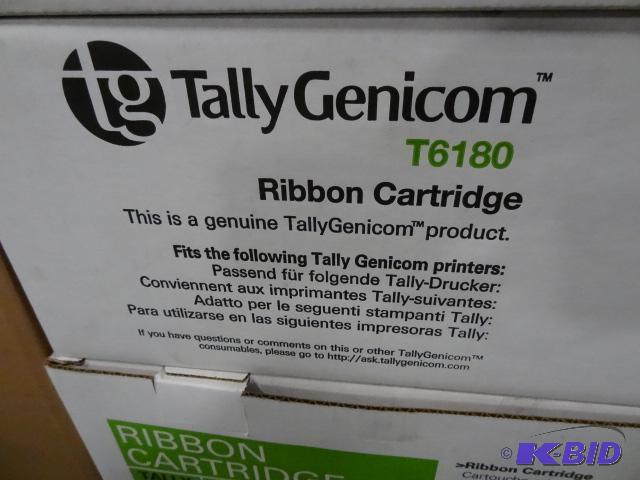 tg TallyGenicom™
T6180
Ribbon Cartridge
This is a genuine TallyGenicom™ product.
Fits the following Tally Genicom printers:
Passend für folgende Tally-Drucker:
Conviennent aux imprimantes Tally-suivantes:
Adatto per le seguenti stampanti Tally:
Para utilizarse en las siguientes impresoras Tally:
If you have questions or comments on this or other TallyGenicom™
consumables, please go to http://ask.tallygenicom.com
RIBBON
CARTRIDGE
>Ribbon Cartridge
Cartouche
© K-BID